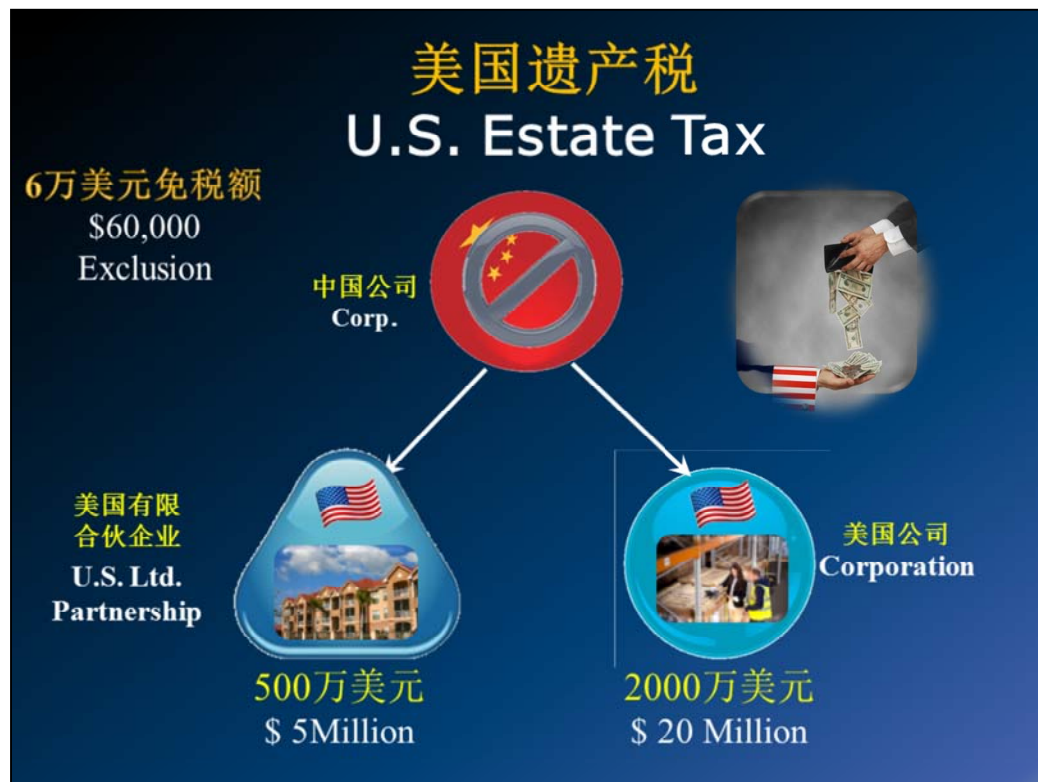 美国遗产税
U.S. Estate Tax
6万美元免税额
$60,000
Exclusion
中国公司
Corp.
美国有限
合伙企业
U.S. Ltd.
Partnership
美国公司
Corporation
500万美元
$ 5Million
2000万美元
$ 20 Million